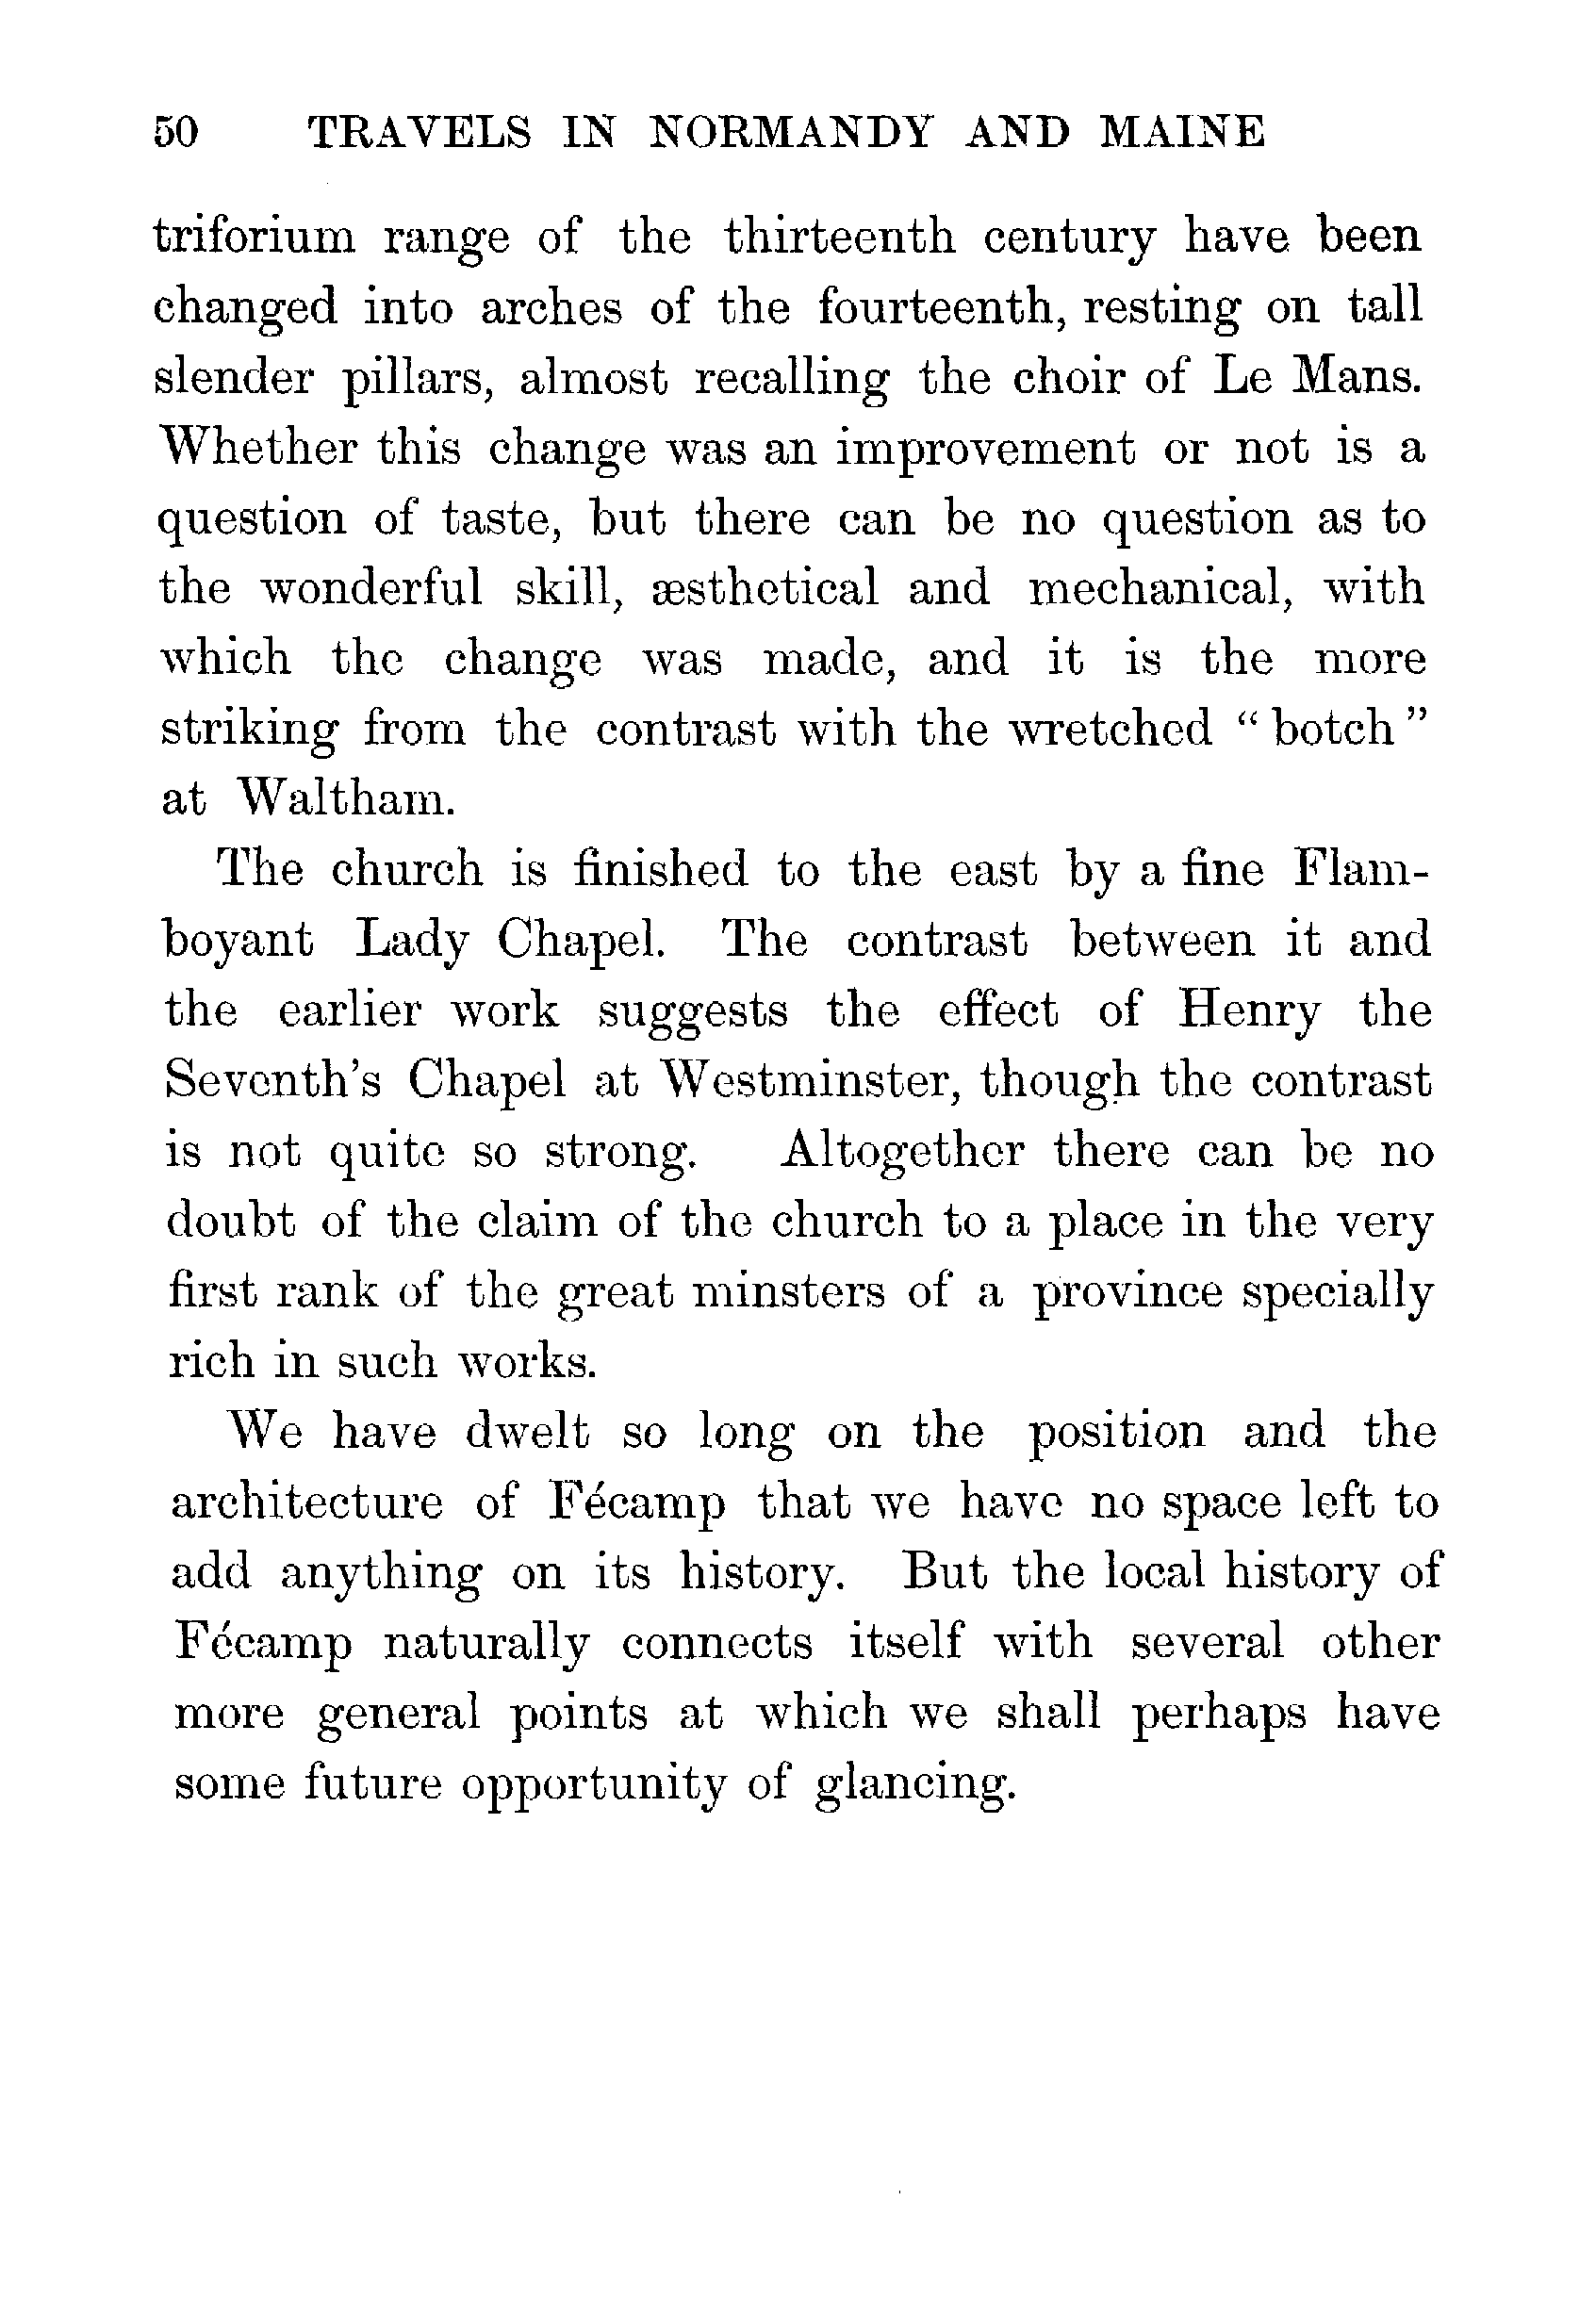 50 TRAVELS IN NORMANDY AND MAINE
triforium range of the thirteenth century have been
changed into arches of the fourteenth, resting on tall
slender pillars, almost recalling the choir of Le Mans.
Whether this change was an improvement or not is a
question of taste, but there can be no question as to
the wonderful skill, æsthetical and mechanical, with
which the change was made, and it is the more
striking from the contrast with the wretched “botch”
at Waltham.
The church is finished to the east by a fine Flam-
boyant Lady Chapel. The contrast between it and
the earlier work suggests the effect of Henry the
Seventh's Chapel at Westminster, though the contrast
is not quite so strong. Altogether there can be no
doubt of the claim of the church to a place in the very
first rank of the great minsters of a province specially
rich in such works.
We have dwelt so long on the position and the
architecture of Fécamp that we have no space left to
add anything on its history. But the local history of
Fécamp naturally connects itself with several other
more general points at which we shall perhaps have
some future opportunity of glancing.